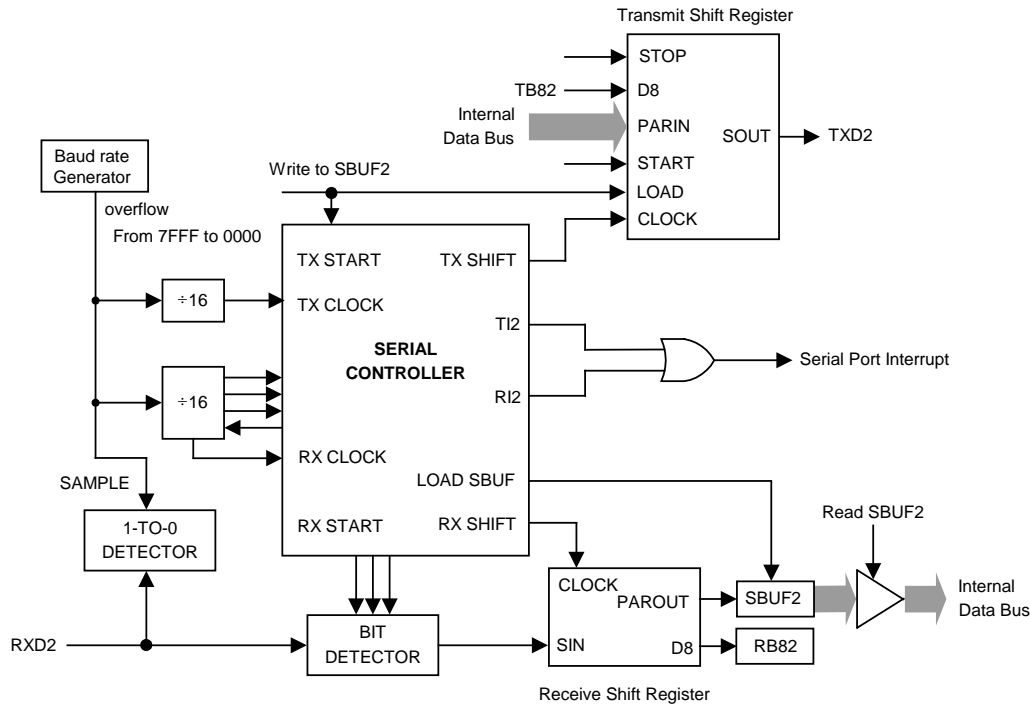 Transmit Shift Register
STOP
TB82
D8
Internal
Data Bus
PARIN
SOUT
TXD2
START
Write to SBUF2
LOAD
CLOCK
Baud rate
Generator
overflow
From 7FFF to 0000
TX START
TX SHIFT
÷16
TX CLOCK
TI2
SERIAL
CONTROLLER
Serial Port Interrupt
÷16
RI2
RX CLOCK
LOAD SBUF
SAMPLE
1-TO-0
DETECTOR
RX START
RX SHIFT
Read SBUF2
CLOCK
PAROUT
SBUF2
Internal
Data Bus
RXD2
BIT
DETECTOR
SIN
D8
RB82
Receive Shift Register